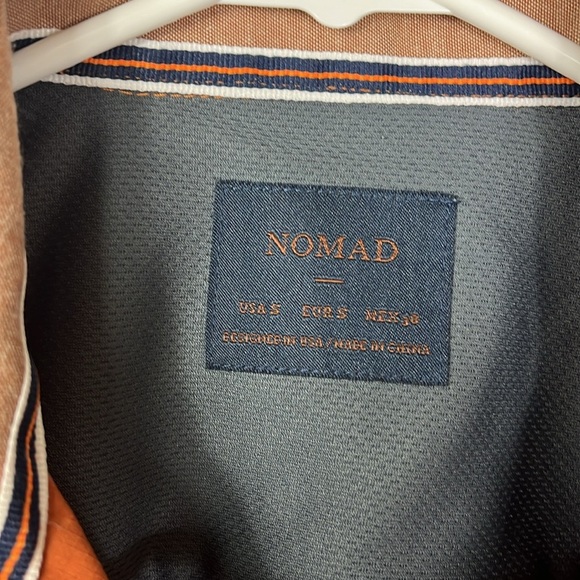 NOMAD
USA S EUR S MEX 36
DESIGNED IN USA / MADE IN CHINA